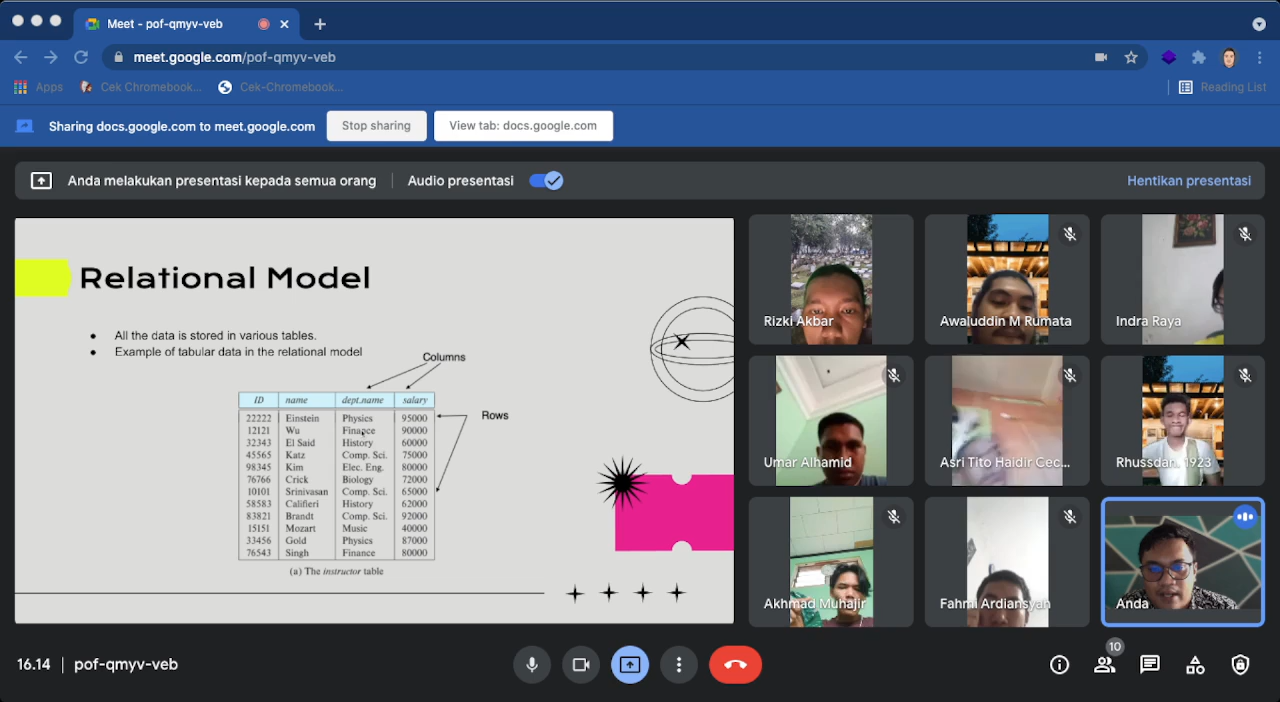 Meet - pof-qmyv-veb
meet.google.com/pof-qmyv-veb
Apps Cek Chromebook... Cek-Chromebook... Reading List
Sharing docs.google.com to meet.google.com Stop sharing View tab: docs.google.com
Anda melakukan presentasi kepada semua orang Audio presentasi Hentikan presentasi
Relational Model
All the data is stored in various tables.
Example of tabular data in the relational model
Columns
Rows
ID name dept.name salary
22222 Einstein Physics 95000
12121 Wu Finance 90000
32343 El Said History 60000
45565 Katz Comp. Sci. 75000
98345 Kim Elec. Eng. 80000
76766 Crick Biology 72000
10101 Srinivasan Comp. Sci. 65000
58583 Califieri History 62000
83821 Brandt Comp. Sci. 92000
15151 Mozart Music 40000
33456 Gold Physics 87000
76543 Singh Finance 80000
(a) The instructor table
Rizki Akbar
Awaluddin M Rumata
Indra Raya
Umar Alhamid
Asri Tito Haidir Cec...
Rhussdan. 1923
Akhmad Muhajir
Fahmi Ardiansyah
Anda
16.14 | pof-qmyv-veb
10